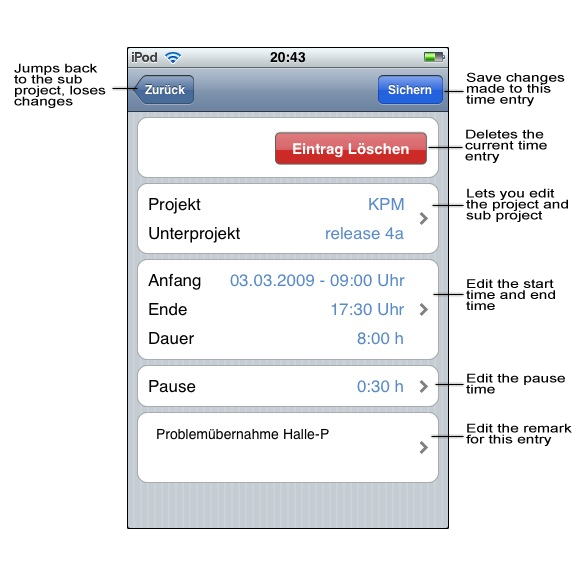 iPod 20:43
Jumps back
to the sub
project, loses
changes
Zurück
Sichern
Save changes
made to this
time entry
Eintrag Löschen
Deletes the
current time
entry
Projekt KPM
Unterprojekt release 4a
Lets you edit
the project and
sub project
Anfang 03.03.2009 - 09:00 Uhr
Ende 17:30 Uhr
Dauer 8:00 h
Edit the start
time and end
time
Pause 0:30 h
Edit the pause
time
Problemübernahme Halle-P
Edit the remark
for this entry